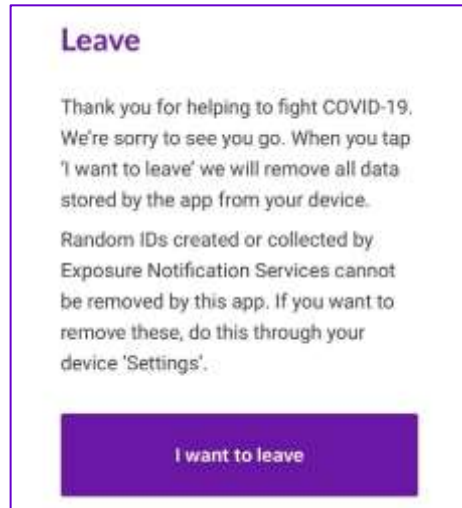 Leave
Thank you for helping to fight COVID-19.
We're sorry to see you go. When you tap
'I want to leave' we will remove all data
stored by the app from your device.
Random IDs created or collected by
Exposure Notification Services cannot
be removed by this app. If you want to
remove these, do this through your
device 'Settings'.
I want to leave